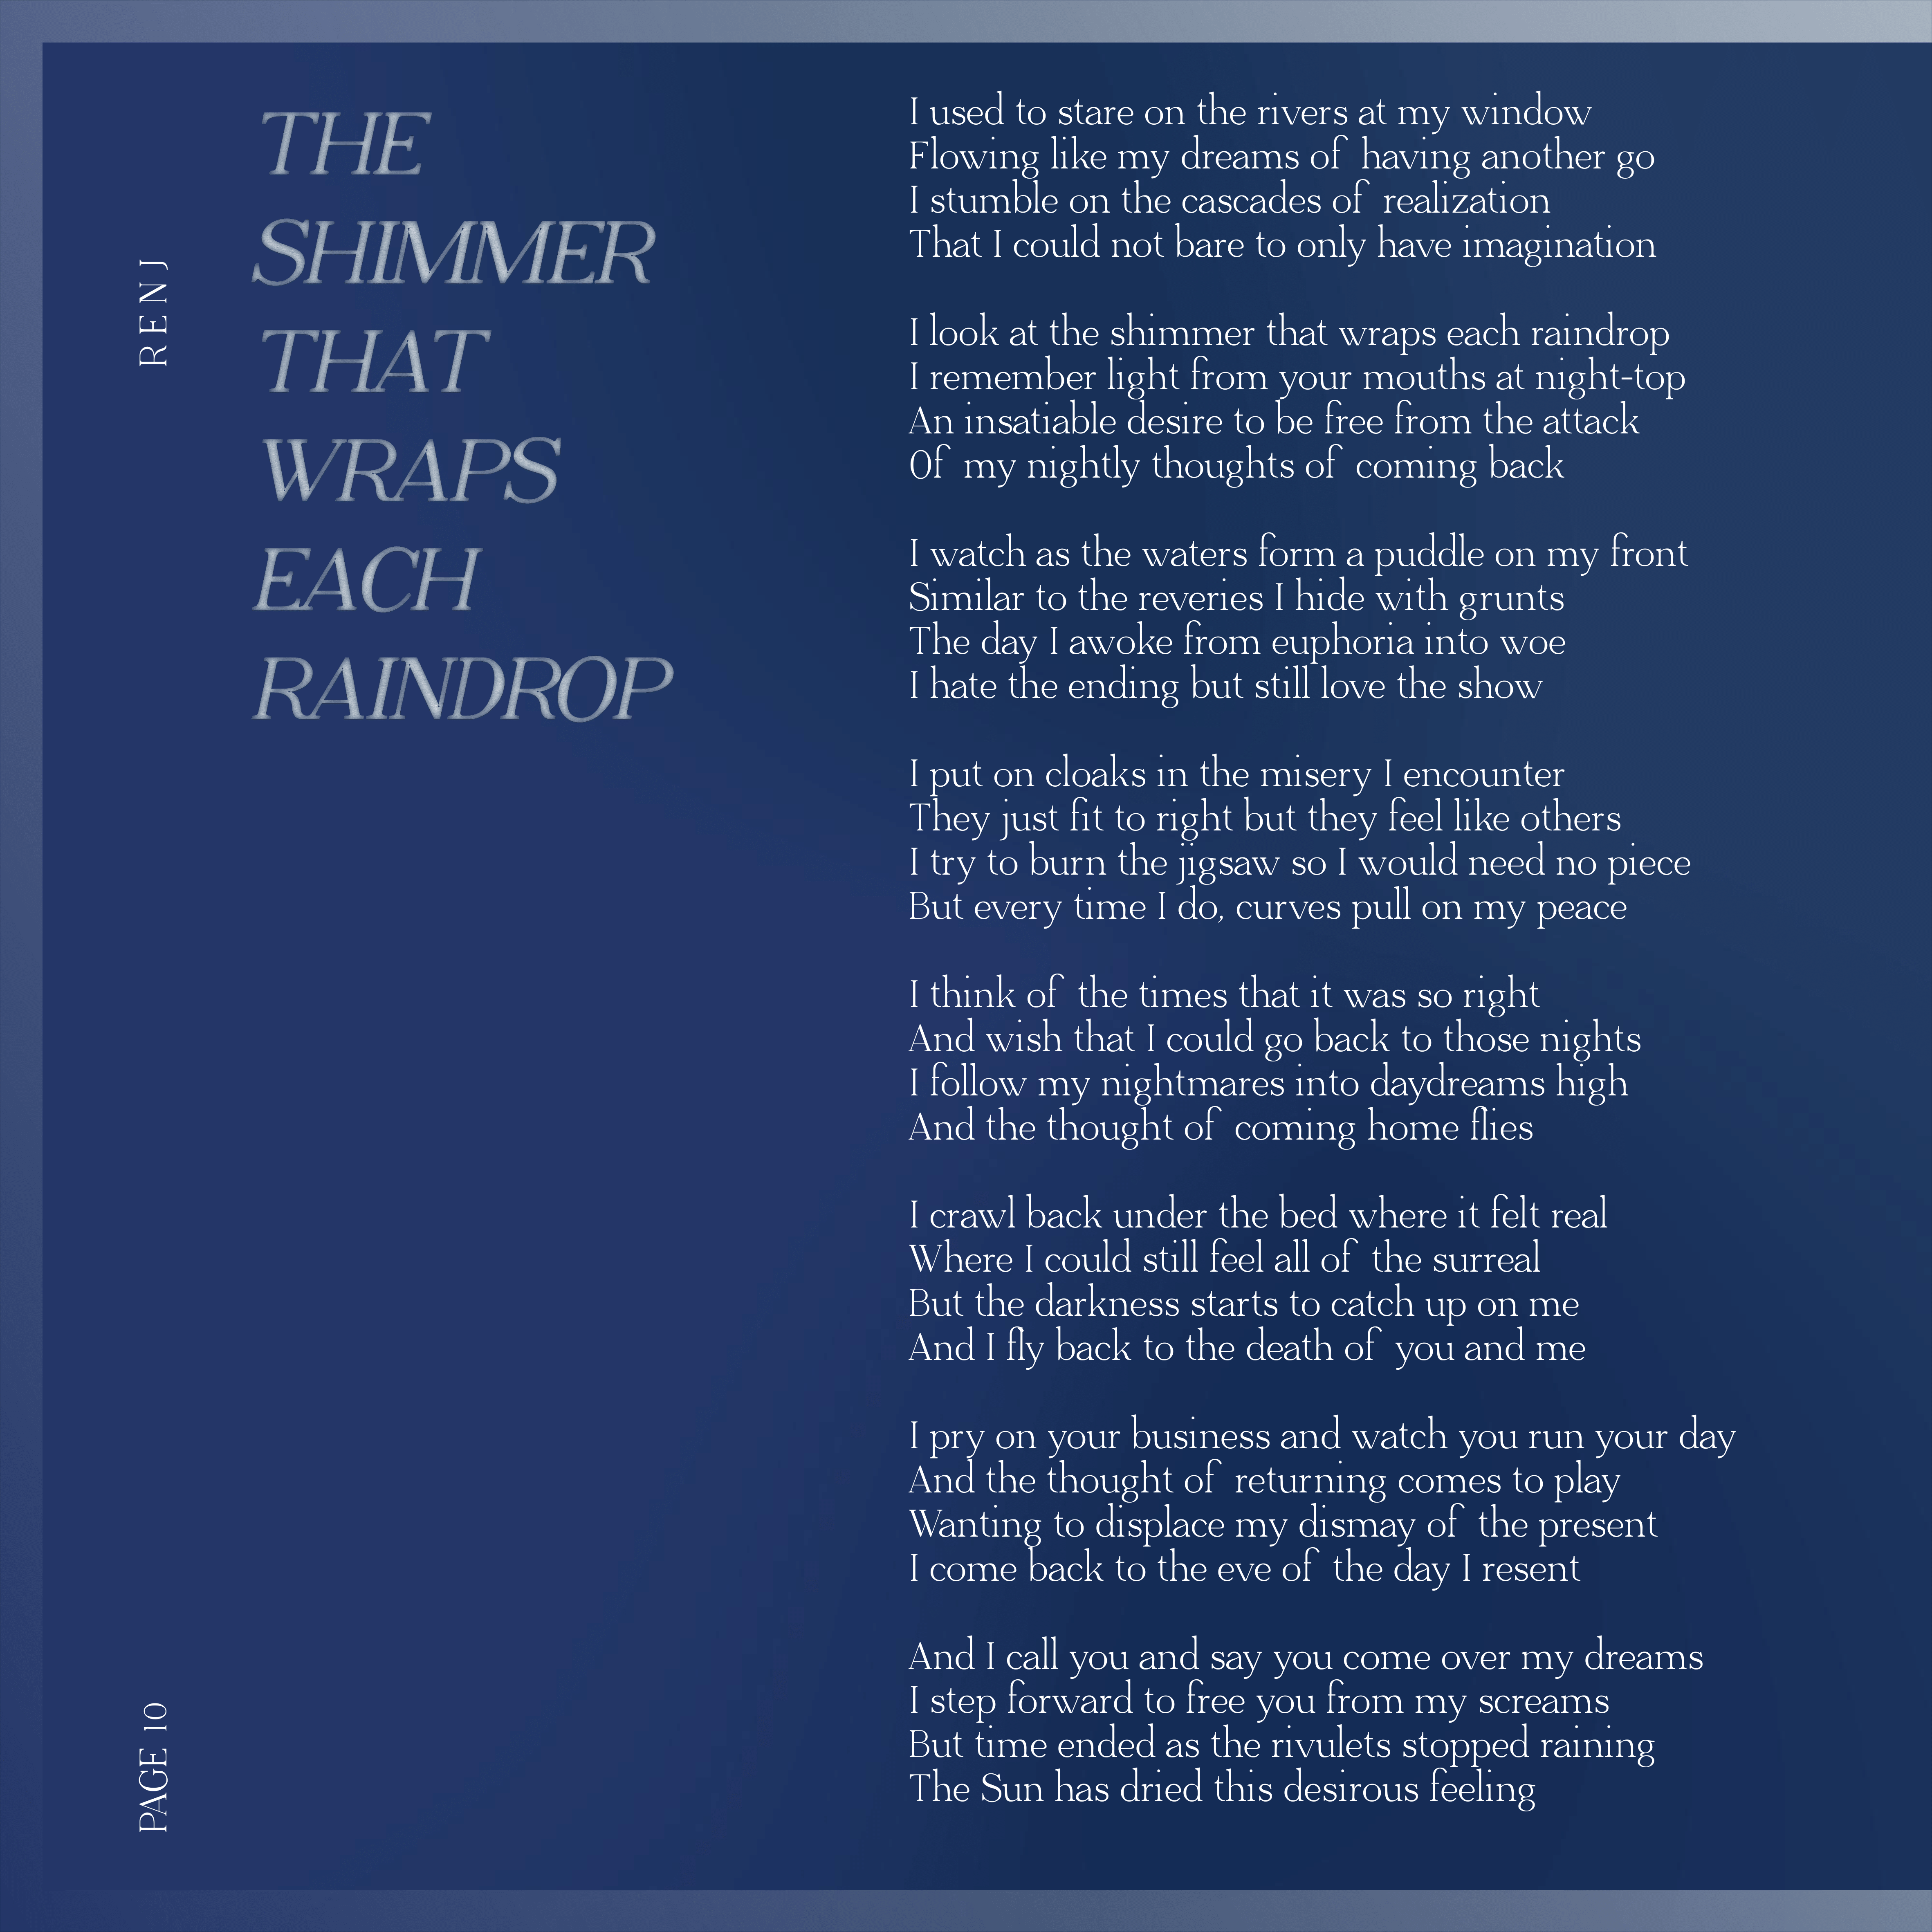 THE
SHIMMER
THAT
WRAPS
EACH
RAINDROP
REN J
PAGE 10
I used to stare on the rivers at my window
Flowing like my dreams of having another go
I stumble on the cascades of realization
That I could not bare to only have imagination
I look at the shimmer that wraps each raindrop
I remember light from your mouths at night-top
An insatiable desire to be free from the attack
Of my nightly thoughts of coming back
I watch as the waters form a puddle on my front
Similar to the reveries I hide with grunts
The day I awoke from euphoria into woe
I hate the ending but still love the show
I put on cloaks in the misery I encounter
They just fit to right but they feel like others
I try to burn the jigsaw so I would need no piece
But every time I do, curves pull on my peace
I think of the times that it was so right
And wish that I could go back to those nights
I follow my nightmares into daydreams high
And the thought of coming home flies
I crawl back under the bed where it felt real
Where I could still feel all of the surreal
But the darkness starts to catch up on me
And I fly back to the death of you and me
I pry on your business and watch you run your day
And the thought of returning comes to play
Wanting to displace my dismay of the present
I come back to the eve of the day I resent
And I call you and say you come over my dreams
I step forward to free you from my screams
But time ended as the rivulets stopped raining
The Sun has dried this desirous feeling